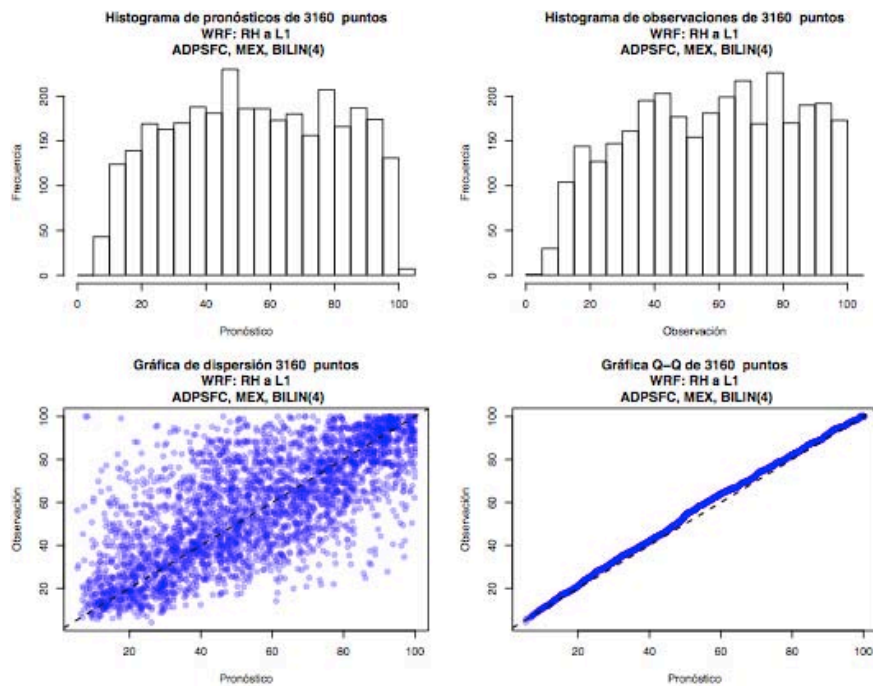 Histograma de pronósticos de 3160 puntos
WRF: RH a L1
ADPSFC, MEX, BILIN(4)
Frecuencia
200
150
100
50
0
0 20 40 60 80 100
Pronóstico
Histograma de observaciones de 3160 puntos
WRF: RH a L1
ADPSFC, MEX, BILIN(4)
Frecuencia
200
150
100
50
0
0 20 40 60 80 100
Observación
Gráfica de dispersión 3160 puntos
WRF: RH a L1
ADPSFC, MEX, BILIN(4)
Observación
100
80
60
40
20
20 40 60 80 100
Pronóstico
Gráfica Q−Q de 3160 puntos
WRF: RH a L1
ADPSFC, MEX, BILIN(4)
Observación
100
80
60
40
20
20 40 60 80 100
Pronóstico